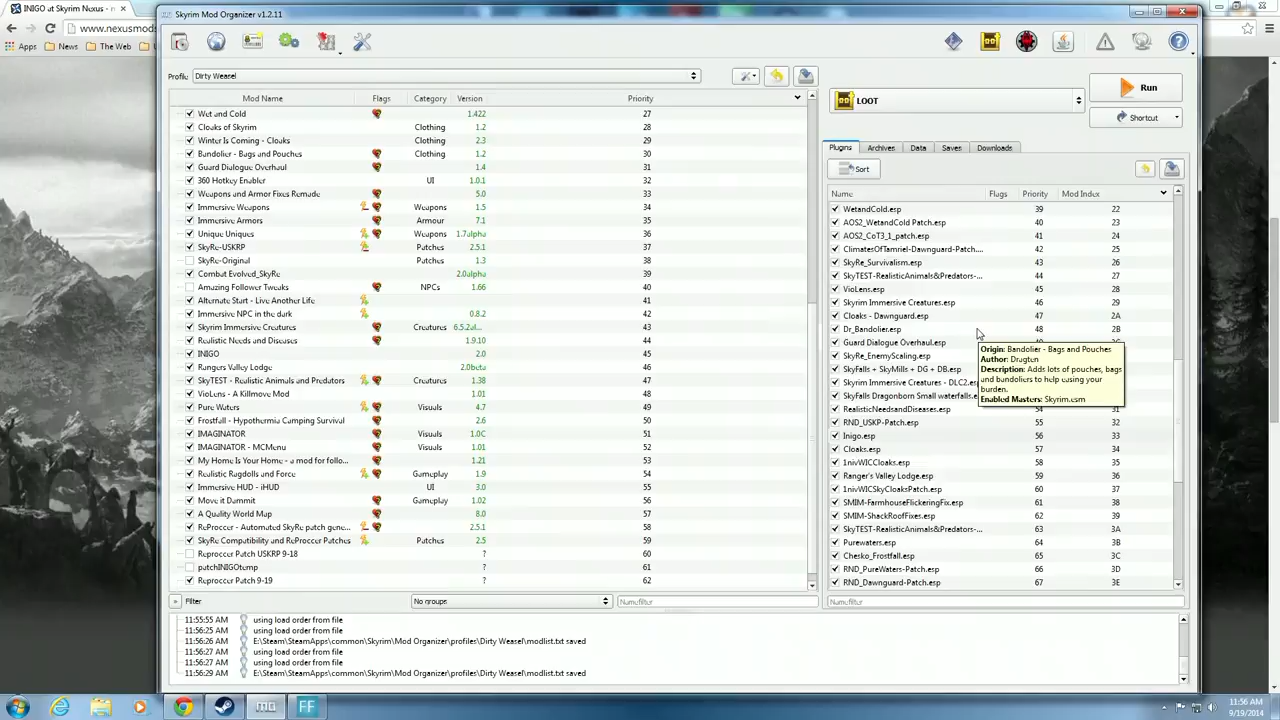 INIGO at Skyrim Nexus -
Skyrim Mod Organizer v1.2.11
www.nexusmods
Apps News The Web
Profile Dirty Weasel
LOOT
Run
Shortcut
Mod Name Flags Category Version Priority
Wet and Cold 1.422 27
Cloaks of Skyrim Clothing 1.2 28
Winter Is Coming - Cloaks Clothing 2.3 29
Bandolier - Bags and Pouches Clothing 1.2 30
Guard Dialogue Overhaul 1.4 31
360 Hotkey Enabler UI 1.0.1 32
Weapons and Armor Fixes Remade 5.0 33
Immersive Weapons Weapons 1.5 34
Immersive Armors Armour 7.1 35
Unique Uniques Weapons 1.7alpha 36
SkyRe-USKRP Patches 2.5.1 37
SkyRe-Original Patches 1.3 38
Combat Evolved_SkyRe 2.0alpha 39
Amazing Follower Tweaks NPCs 1.66 40
Alternate Start - Live Another Life 41
Immersive NPC in the dark 0.8.2 42
Skyrim Immersive Creatures Creatures 6.5.2al... 43
Realistic Needs and Diseases 1.9.10 44
INIGO 2.0 45
Rangers Valley Lodge 2.0beta 46
SkyTEST - Realistic Animals and Predators Creatures 1.38 47
VioLens - A Killmove Mod 1.01 48
Pure Waters Visuals 4.7 49
Frostfall - Hypothermia Camping Survival 2.6 50
IMAGINATOR Visuals 1.0C 51
IMAGINATOR - MCMenu Visuals 1.01 52
My Home Is Your Home - a mod for follo... 1.21 53
Realistic Ragdolls and Force Gameplay 1.9 54
Immersive HUD - iHUD UI 3.0 55
Move it Dammit Gameplay 1.02 56
A Quality World Map 8.0 57
ReProccer - Automated SkyRe patch gene... 2.5.1 58
SkyRe Compatibility and ReProccer Patches Patches 2.5 59
Reproccer Patch USKRP 9-18 ? 60
patchINIGOtemp ? 61
Reproccer Patch 9-19 ? 62
Filter No groups Namefilter
Plugins Archives Data Saves Downloads
Sort
Name Flags Priority Mod Index
WetandCold.esp 39 22
AOS2_WetandCold Patch.esp 40 23
AOS2_CoT3_1_patch.esp 41 24
ClimatesOfTamriel-Dawnguard-Patch.... 42 25
SkyRe_Survivalism.esp 43 26
SkyTEST-RealisticAnimals&Predators-... 44 27
VioLens.esp 45 28
Skyrim Immersive Creatures.esp 46 29
Cloaks - Dawnguard.esp 47 2A
Dr_Bandolier.esp 48 2B
Guard Dialogue Overhaul.esp
SkyRe_EnemyScaling.esp
SkyFalls + SkyMills + DG + DB.esp
Skyrim Immersive Creatures - DLC2.es
SkyFalls Dragonborn Small waterfalls.e
RealisticNeedsandDiseases.esp 54 31
RND_USKP-Patch.esp 55 32
Inigo.esp 56 33
Cloaks.esp 57 34
1nivWICCloaks.esp 58 35
Ranger's Valley Lodge.esp 59 36
1nivWICSkyCloaksPatch.esp 60 37
SMIM-FarmhouseFlickeringFix.esp 61 38
SMIM-ShackRoofFixes.esp 62 39
SkyTEST-RealisticAnimals&Predators-... 63 3A
Purewaters.esp 64 3B
Chesko_Frostfall.esp 65 3C
RND_PureWaters-Patch.esp 66 3D
RND_Dawnguard-Patch.esp 67 3E
Namefilter
Origin: Bandolier - Bags and Pouches
Author: Dragten
Description: Adds lots of pouches, bags
and bandoliers to help easing your
burden.
Enabled Masters: Skyrim.esm
11:55:55 AM using load order from file
11:56:25 AM using load order from file
11:56:26 AM E:\Steam\SteamApps\common\Skyrim\Mod Organizer\profiles\Dirty Weasel\modlist.txt saved
11:56:27 AM using load order from file
11:56:27 AM using load order from file
11:56:29 AM E:\Steam\SteamApps\common\Skyrim\Mod Organizer\profiles\Dirty Weasel\modlist.txt saved
mo
FF
11:56 AM
9/19/2014